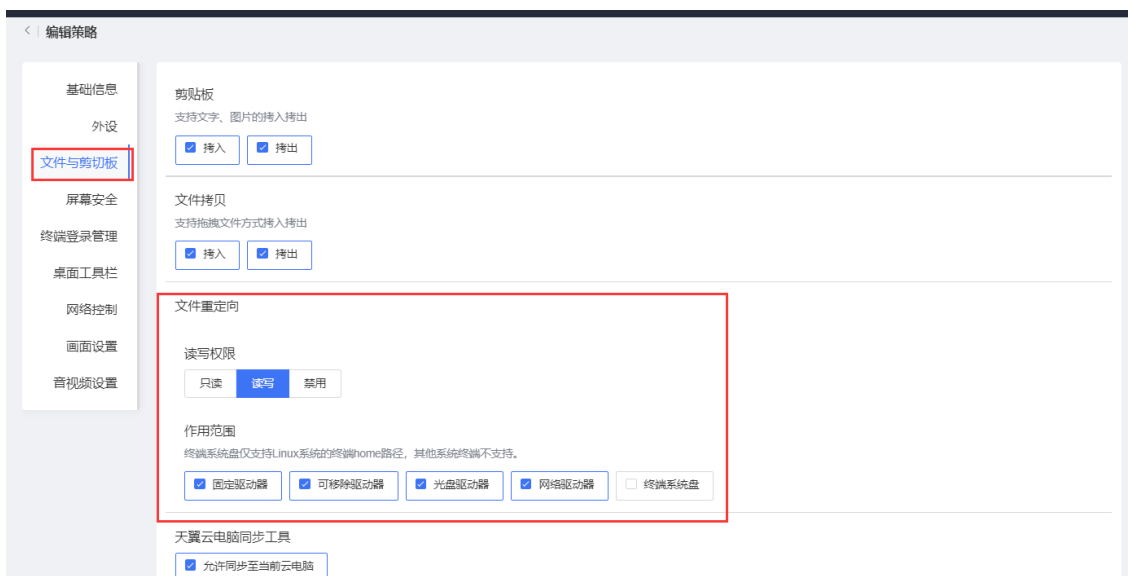 编辑策略
基础信息
外设
文件与剪切板
屏幕安全
终端登录管理
桌面工具栏
网络控制
画面设置
音视频设置
剪贴板
支持文字、图片的拷入拷出
拷入 拷出
文件拷贝
支持拖拽文件方式拷入拷出
拷入 拷出
文件重定向
读写权限
只读 读写 禁用
作用范围
终端系统盘仅支持Linux系统的终端home路径，其他系统终端不支持。
固定驱动器 可移除驱动器 光盘驱动器 网络驱动器 终端系统盘
天翼云电脑同步工具
允许同步至当前云电脑